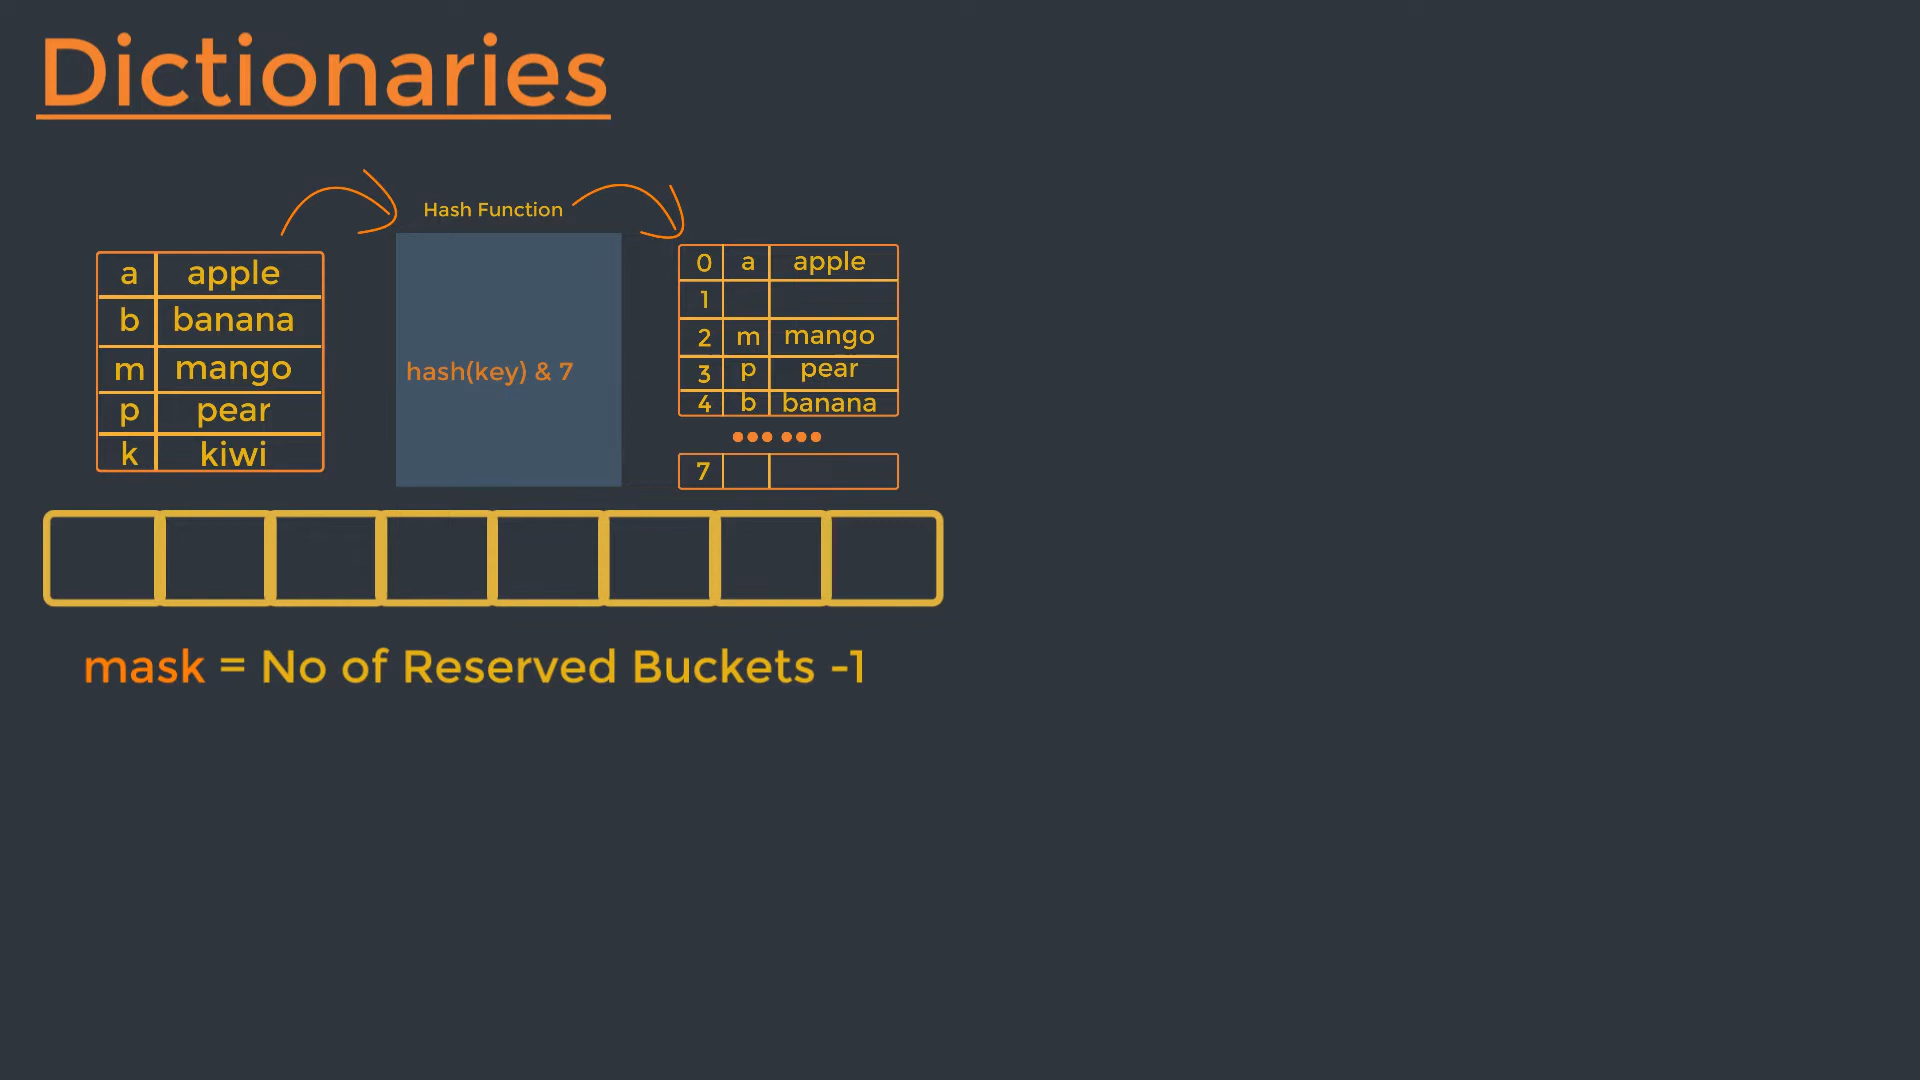 Dictionaries
Hash Function
a apple
b banana
m mango
p pear
k kiwi
hash(key) & 7
0 a apple
1
2 m mango
3 p pear
4 b banana
7
mask = No of Reserved Buckets -1